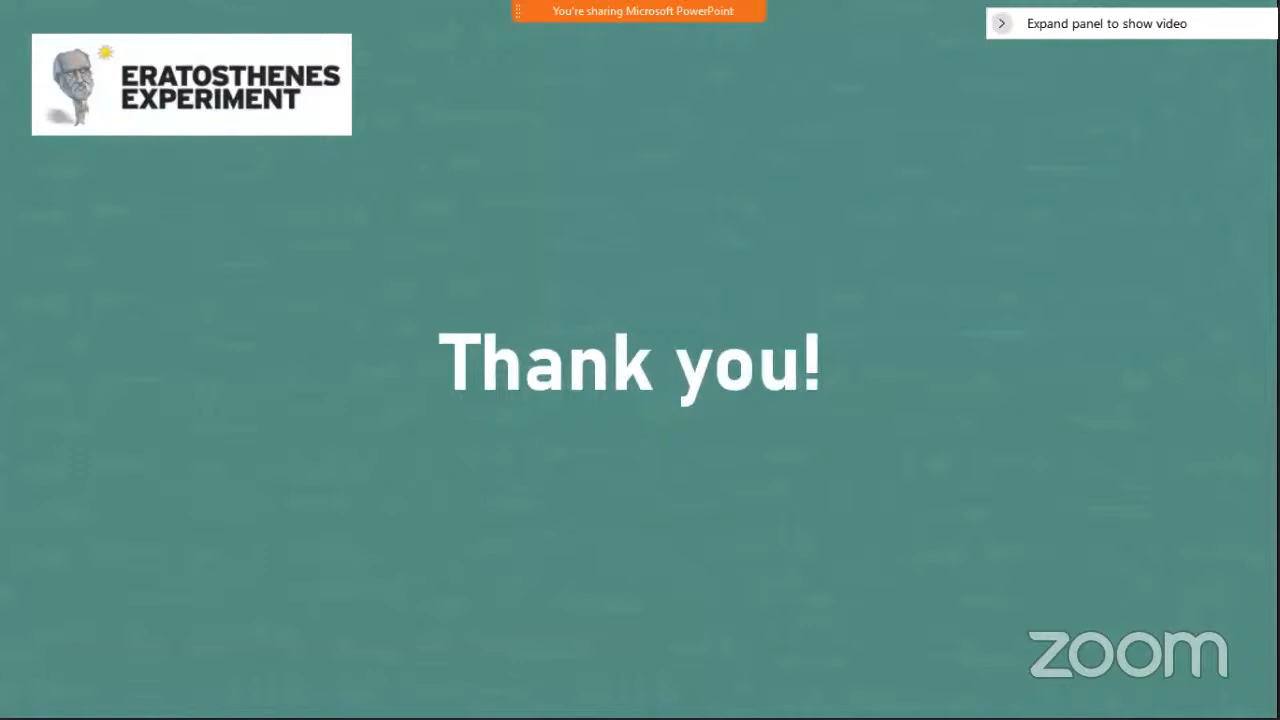 You're sharing Microsoft PowerPoint
Expand panel to show video
ERATOSTHENES
EXPERIMENT
Thank you!
zoom